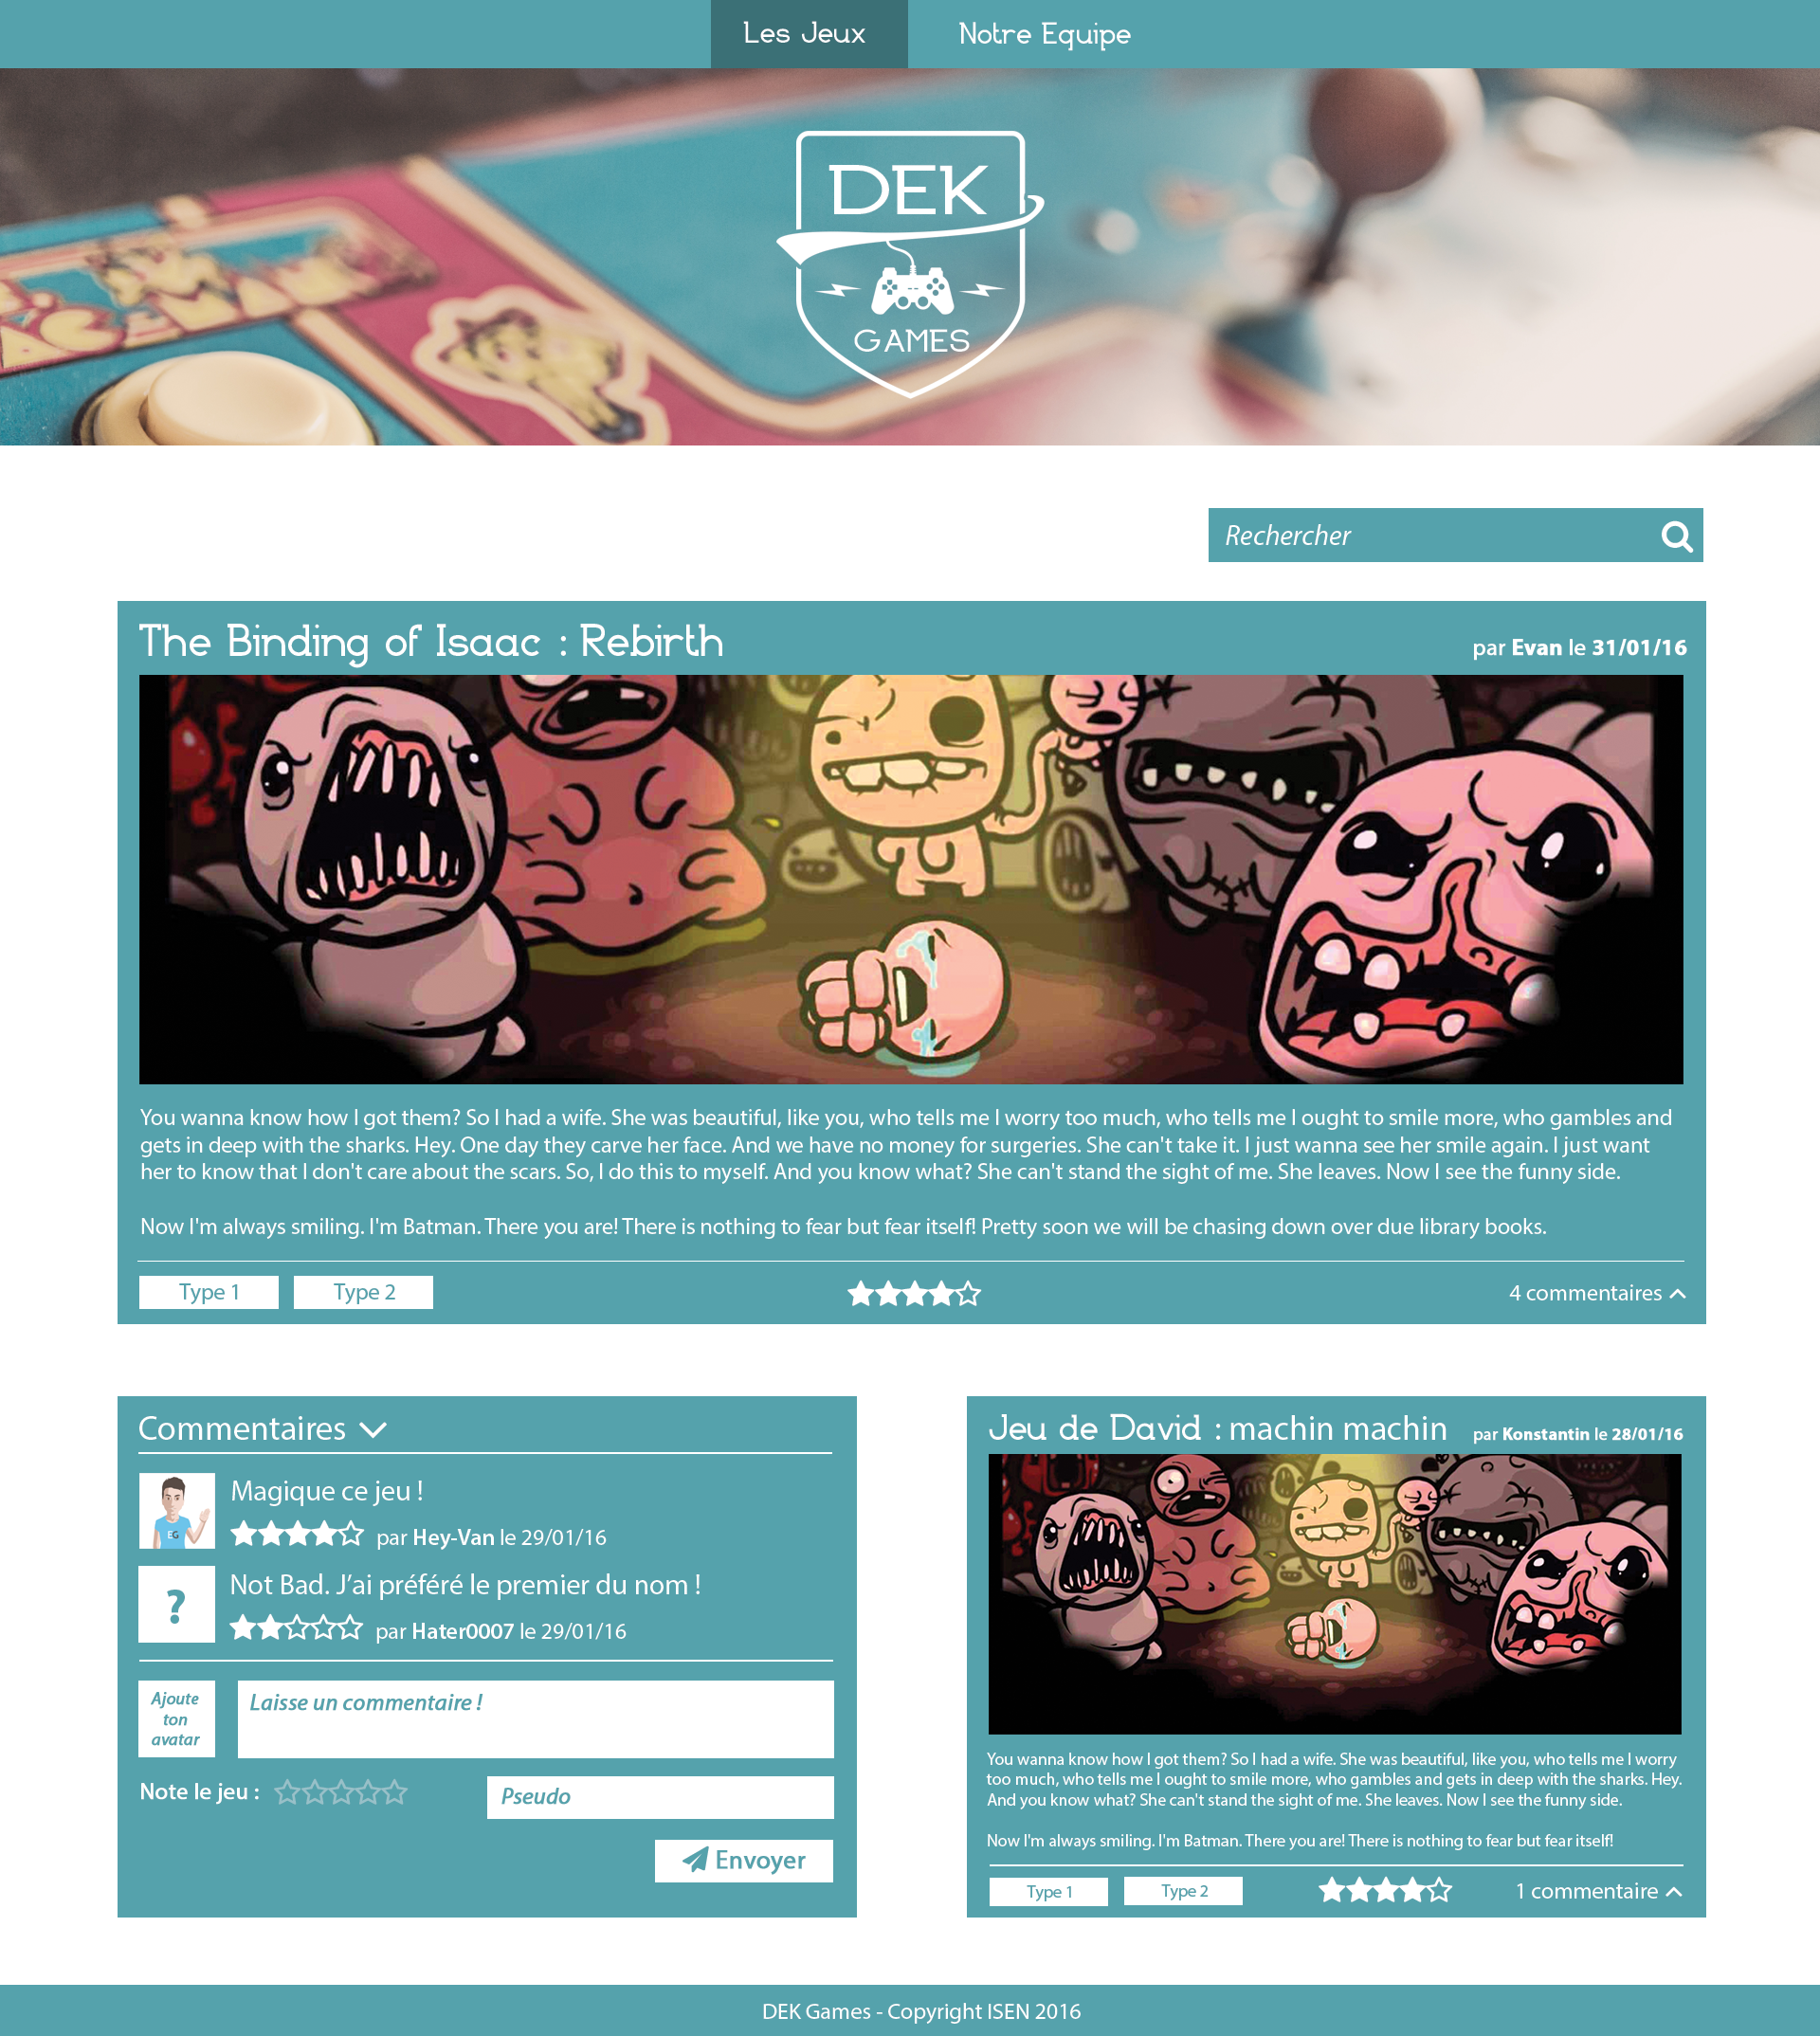 Les Jeux
Notre Equipe
DEK
GAMES
Rechercher
The Binding of Isaac : Rebirth
par Evan le 31/01/16
You wanna know how I got them? So I had a wife. She was beautiful, like you, who tells me I worry too much, who tells me I ought to smile more, who gambles and
gets in deep with the sharks. Hey. One day they carve her face. And we have no money for surgeries. She can't take it. I just wanna see her smile again. I just want
her to know that I don't care about the scars. So, I do this to myself. And you know what? She can't stand the sight of me. She leaves. Now I see the funny side.
Now I'm always smiling. I'm Batman. There you are! There is nothing to fear but fear itself! Pretty soon we will be chasing down over due library books.
Type 1
Type 2
4 commentaires
Commentaires
EG
Magique ce jeu !
par Hey-Van le 29/01/16
?
Not Bad. J’ai préféré le premier du nom !
par Hater0007 le 29/01/16
Ajoute
ton
avatar
Laisse un commentaire !
Note le jeu :
Pseudo
Envoyer
Jeu de David : machin machin
par Konstantin le 28/01/16
You wanna know how I got them? So I had a wife. She was beautiful, like you, who tells me I worry
too much, who tells me I ought to smile more, who gambles and gets in deep with the sharks. Hey.
And you know what? She can't stand the sight of me. She leaves. Now I see the funny side.
Now I'm always smiling. I'm Batman. There you are! There is nothing to fear but fear itself!
Type 1
Type 2
1 commentaire
DEK Games - Copyright ISEN 2016